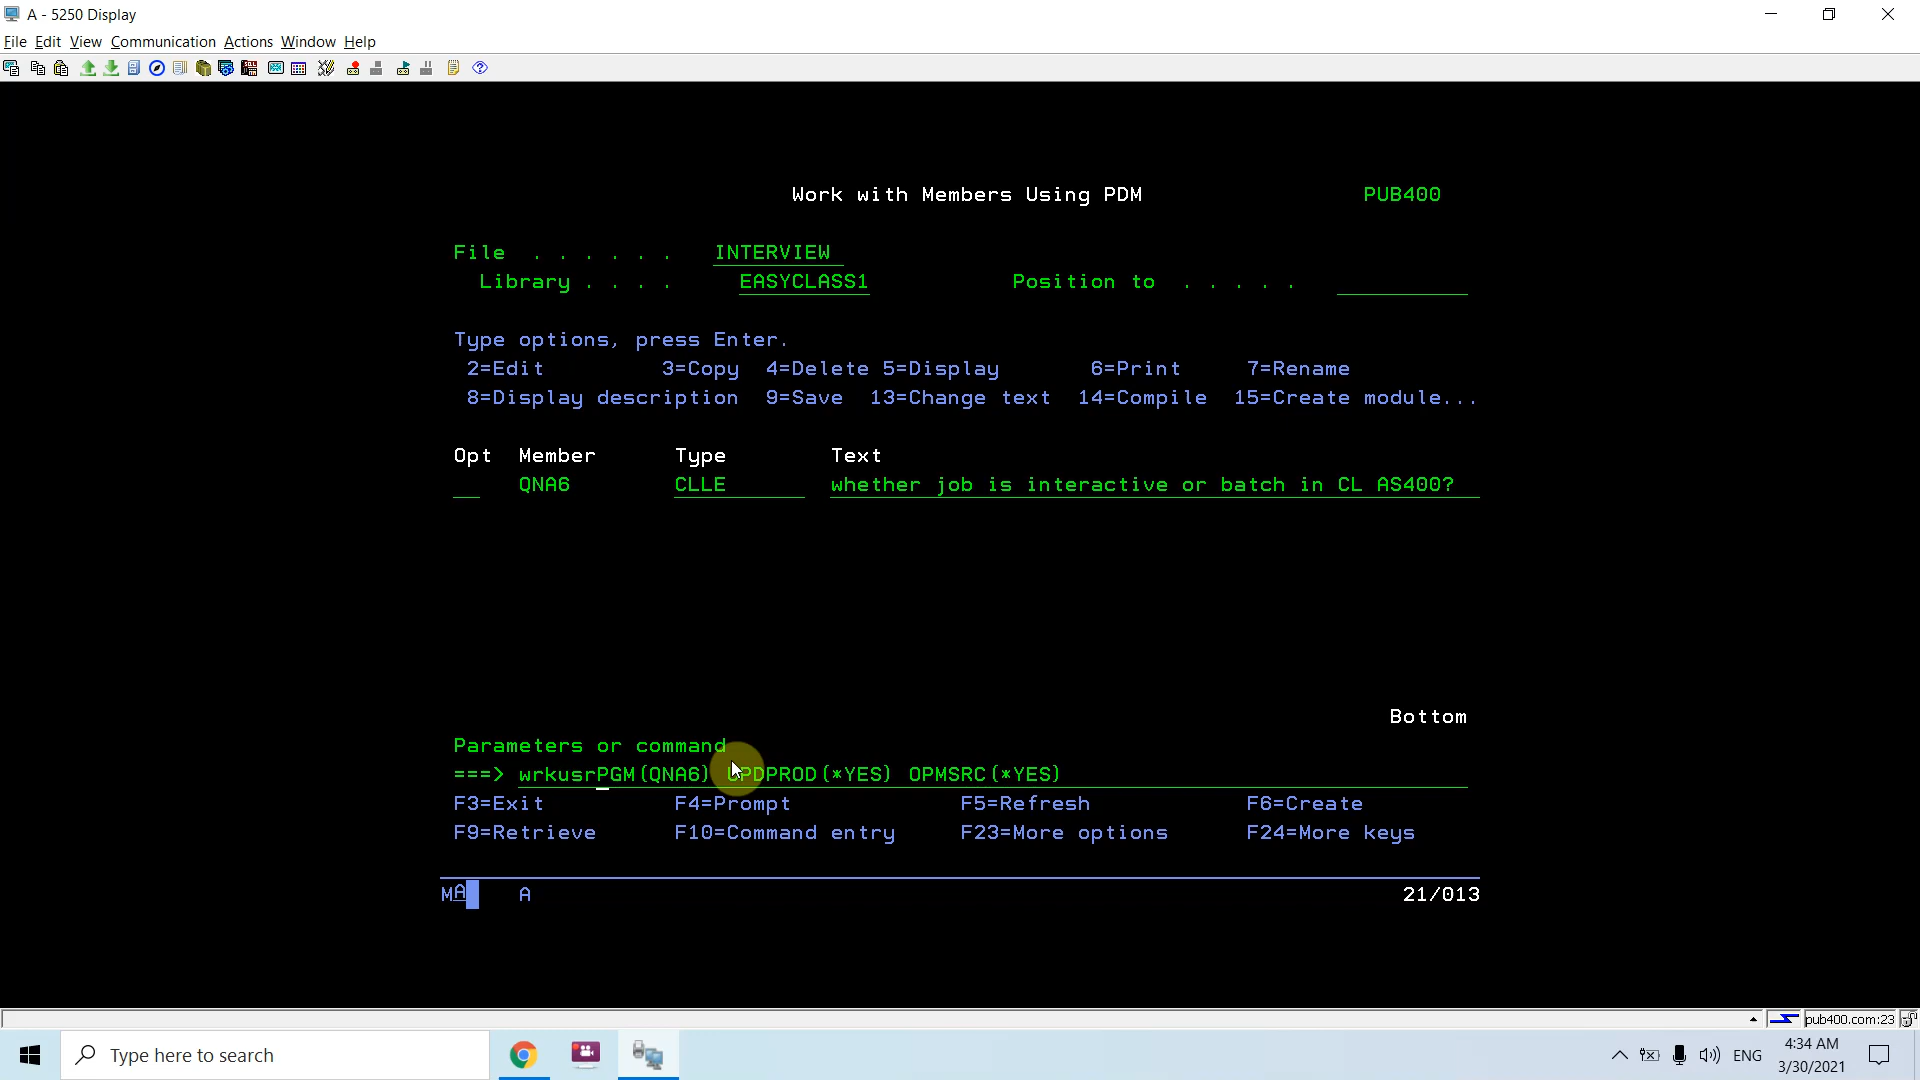 A - 5250 Display
File Edit View Communication Actions Window Help
Work with Members Using PDM PUB400
File . . . . . . INTERVIEW
Library . . . . EASYCLASS1 Position to . . . . .
Type options, press Enter.
2=Edit 3=Copy 4=Delete 5=Display 6=Print 7=Rename
8=Display description 9=Save 13=Change text 14=Compile 15=Create module...
Opt Member Type Text
QNA6 CLLE whether job is interactive or batch in CL AS400?
Bottom
Parameters or command
===> wrkusrPGM(QNA6) UPDPROD(*YES) OPMSRC(*YES)
F3=Exit F4=Prompt F5=Refresh F6=Create
F9=Retrieve F10=Command entry F23=More options F24=More keys
MA A 21/013
pub400.com:23
Type here to search
ENG
4:34 AM
3/30/2021